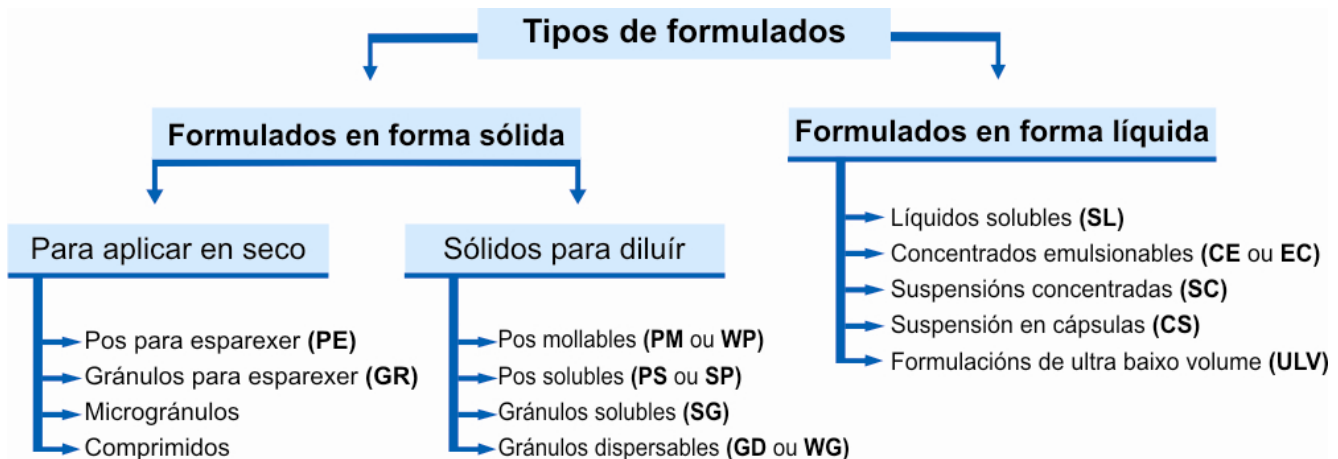 Tipos de formulados
Formulados en forma sólida
Para aplicar en seco
Pos para esparexer (PE)
Gránulos para esparexer (GR)
Microgránulos
Comprimidos
Sólidos para diluír
Pos mollables (PM ou WP)
Pos solubles (PS ou SP)
Gránulos solubles (SG)
Gránulos dispersables (GD ou WG)
Formulados en forma líquida
Líquidos solubles (SL)
Concentrados emulsionables (CE ou EC)
Suspensións concentradas (SC)
Suspensión en cápsulas (CS)
Formulacións de ultra baixo volume (ULV)